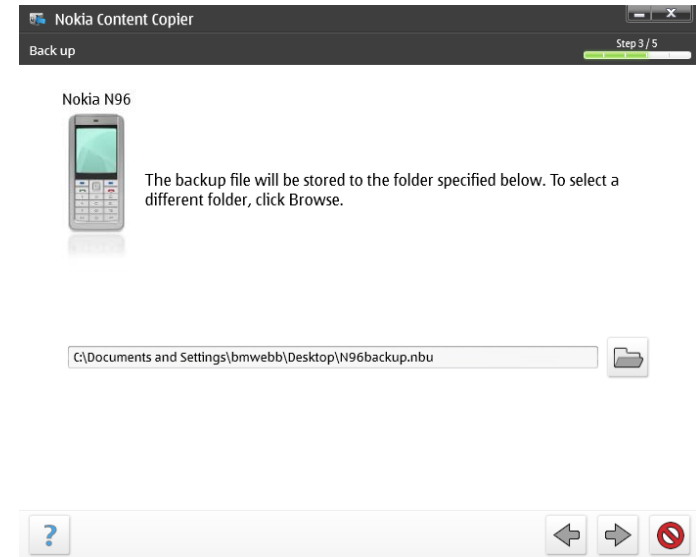 Nokia Content Copier
Back up
Step 3 / 5
Nokia N96
The backup file will be stored to the folder specified below. To select a
different folder, click Browse.
C:\Documents and Settings\bmwebb\Desktop\N96backup.nbu
?